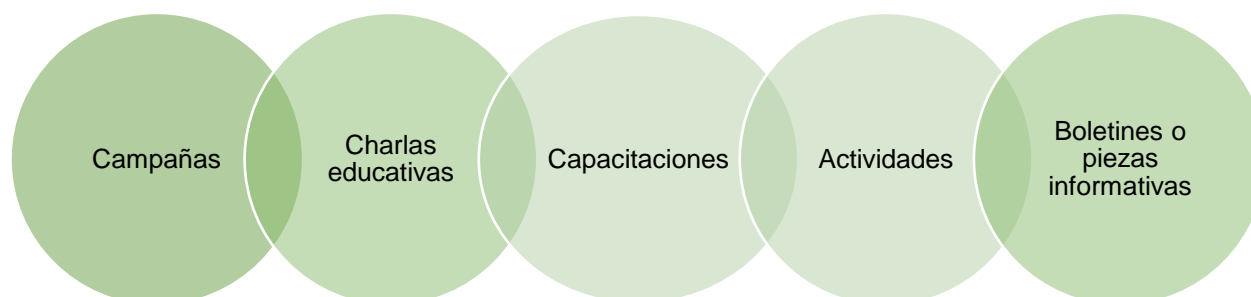 Campañas
Charlas
educativas
Capacitaciones
Actividades
Boletines o
piezas
informativas